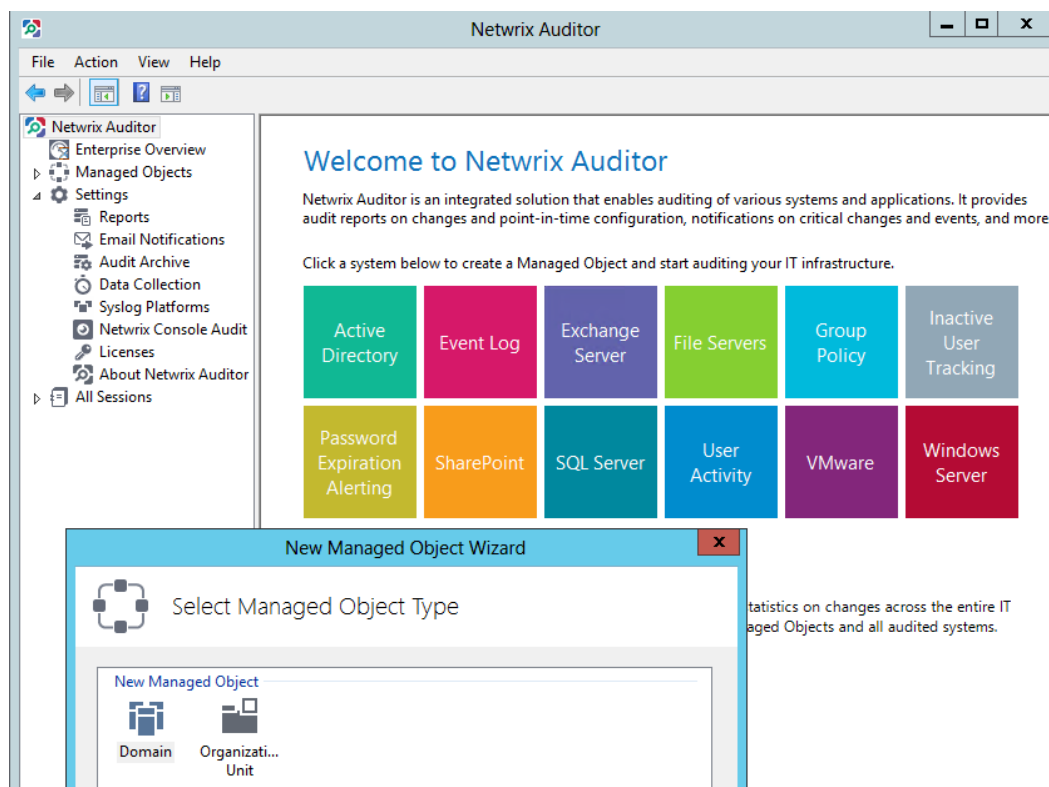 Netwrix Auditor
File Action View Help
Netwrix Auditor
Enterprise Overview
Managed Objects
Settings
Reports
Email Notifications
Audit Archive
Data Collection
Syslog Platforms
Netwrix Console Audit
Licenses
About Netwrix Auditor
All Sessions
Welcome to Netwrix Auditor
Netwrix Auditor is an integrated solution that enables auditing of various systems and applications. It provides
audit reports on changes and point-in-time configuration, notifications on critical changes and events, and more
Click a system below to create a Managed Object and start auditing your IT infrastructure.
Active
Directory
Event Log
Exchange
Server
File Servers
Group
Policy
Inactive
User
Tracking
Password
Expiration
Alerting
SharePoint
SQL Server
User
Activity
VMware
Windows
Server
tatistics on changes across the entire IT
aged Objects and all audited systems.
New Managed Object Wizard
Select Managed Object Type
New Managed Object
Domain
Organizati...
Unit